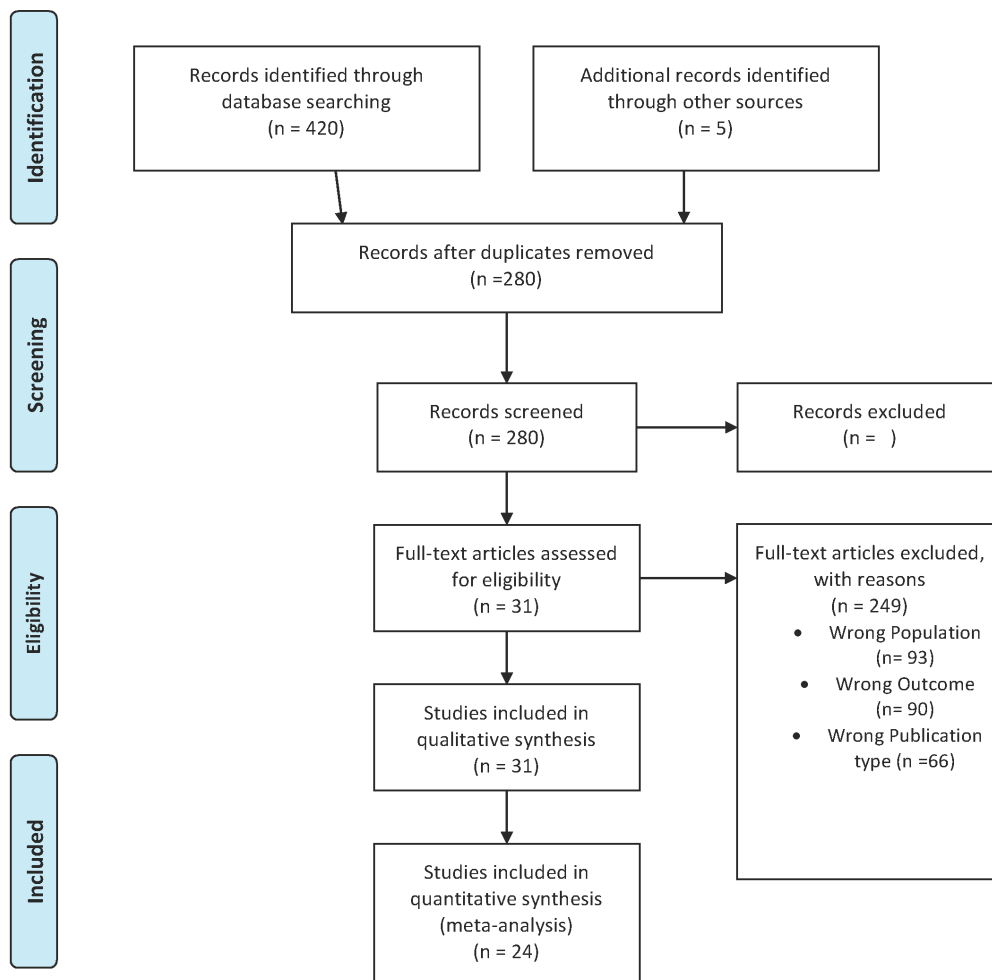 Identification
Records identified through
database searching
(n = 420)
Additional records identified
through other sources
(n = 5)
Records after duplicates removed
(n =280)
Screening
Records screened
(n = 280)
Records excluded
(n =   )
Eligibility
Full-text articles assessed
for eligibility
(n = 31)
Full-text articles excluded,
with reasons
(n = 249)
• Wrong Population
(n= 93)
• Wrong Outcome
(n= 90)
• Wrong Publication
type (n =66)
Studies included in
qualitative synthesis
(n = 31)
Included
Studies included in
quantitative synthesis
(meta-analysis)
(n = 24)